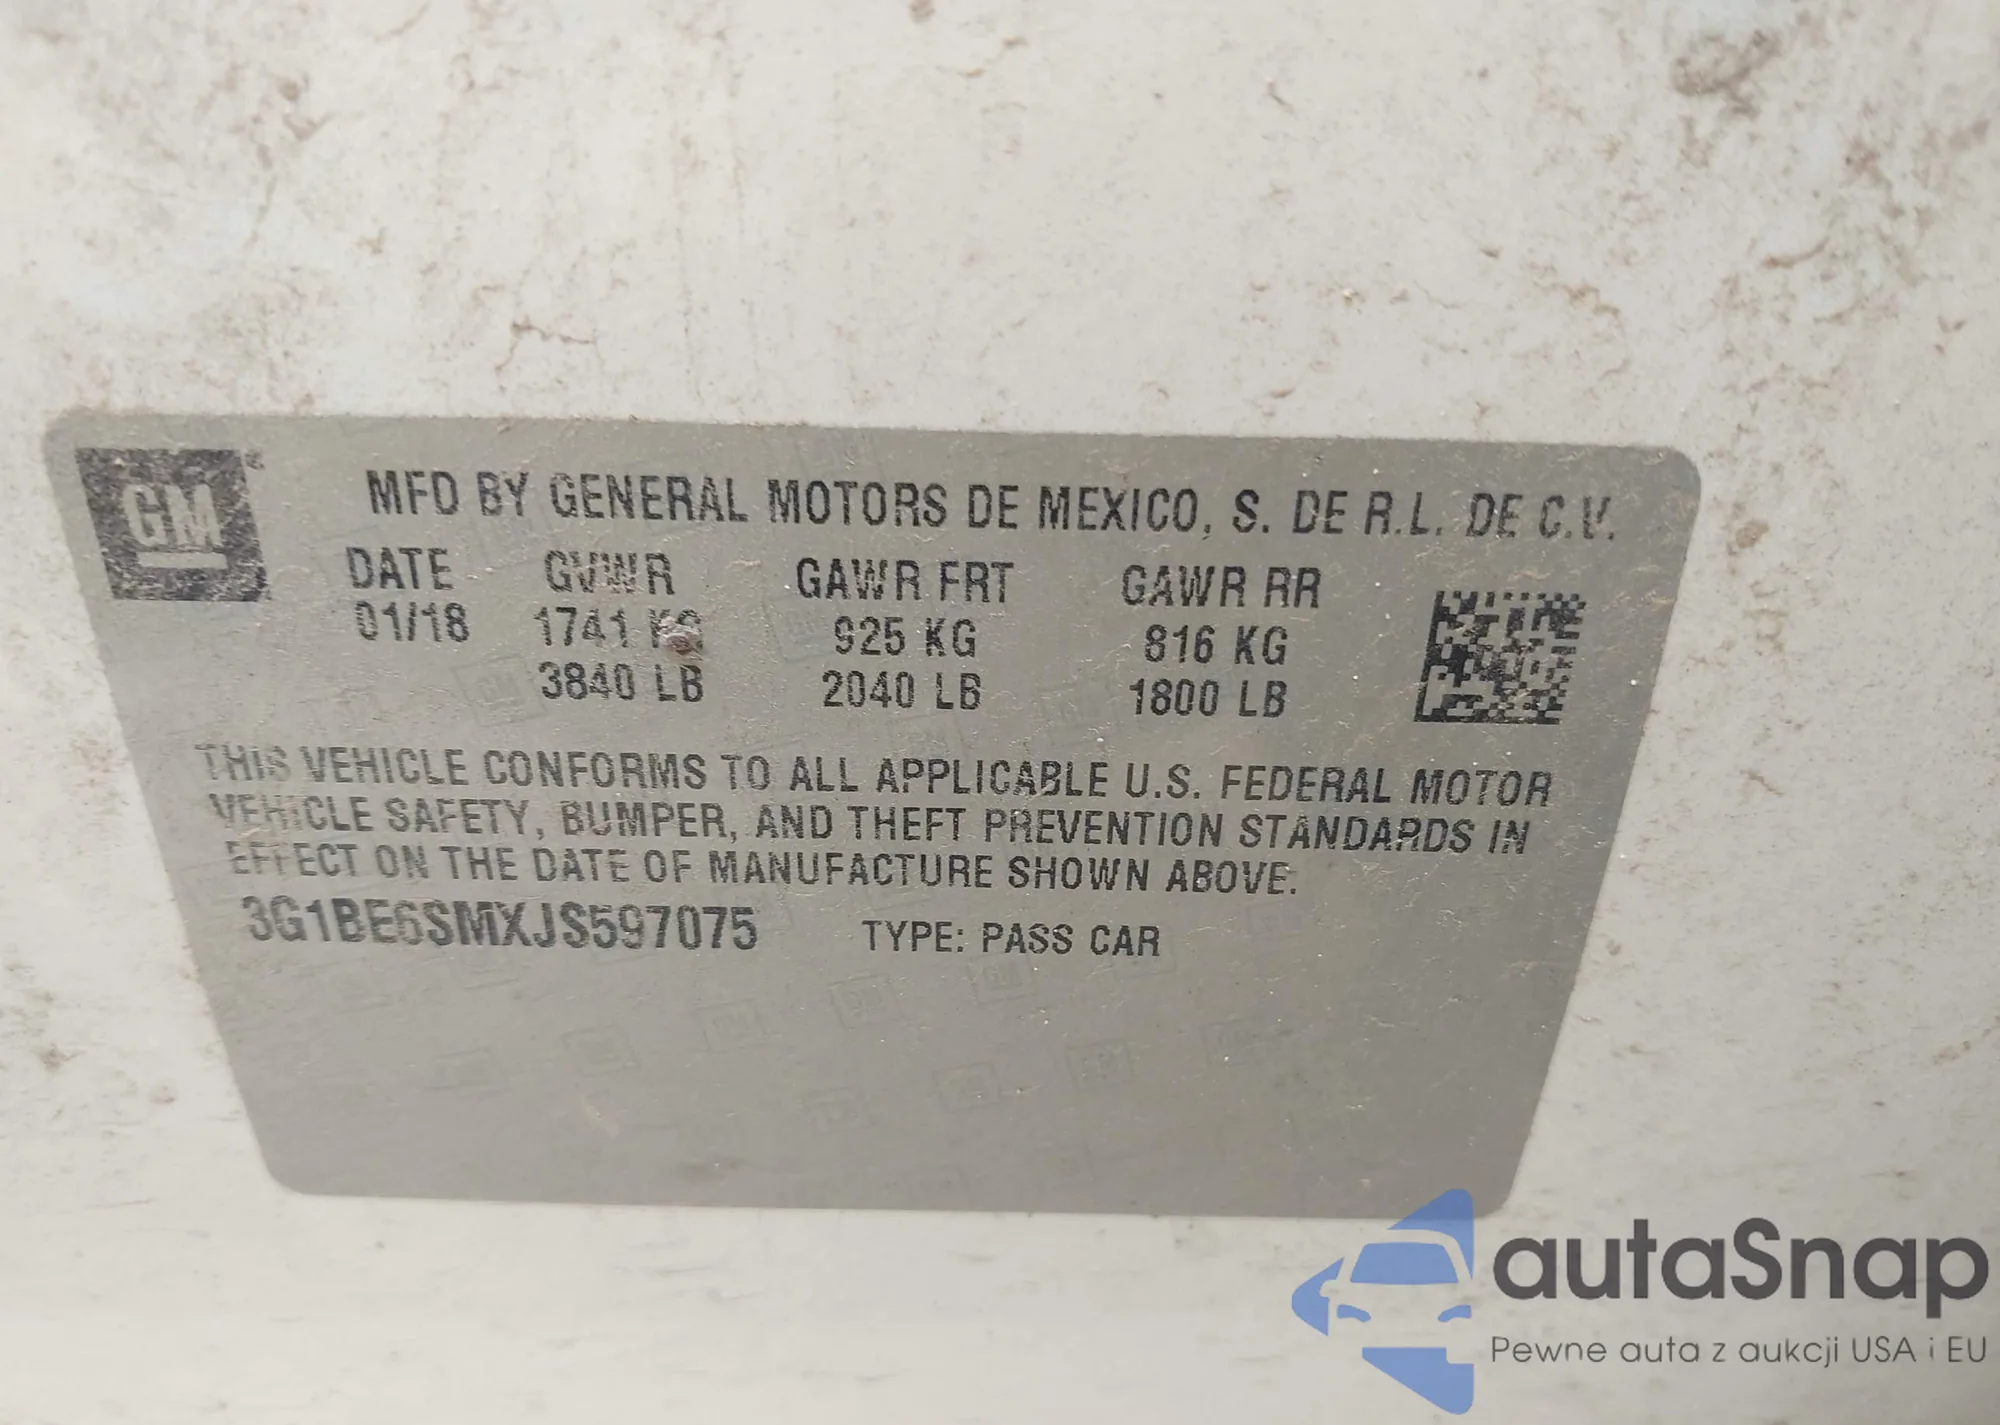 GM
MFD BY GENERAL MOTORS DE MEXICO, S. DE R.L. DE C.V.
DATE GVWR GAWR FRT GAWR RR
01/18 1741 KG 925 KG 816 KG
3840 LB 2040 LB 1800 LB
THIS VEHICLE CONFORMS TO ALL APPLICABLE U.S. FEDERAL MOTOR
VEHICLE SAFETY, BUMPER, AND THEFT PREVENTION STANDARDS IN
EFFECT ON THE DATE OF MANUFACTURE SHOWN ABOVE.
3G1BE6SMXJS597075 TYPE: PASS CAR
autaSnap
Pewne auta z aukcji USA i EU